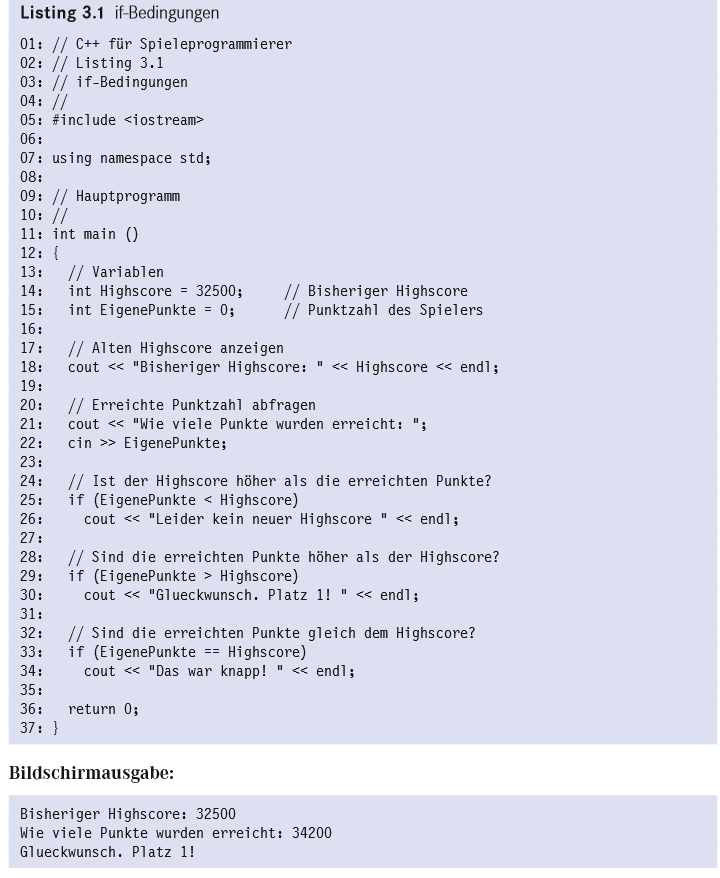 Listing 3.1 if-Bedingungen
01: // C++ für Spieleprogrammierer
02: // Listing 3.1
03: // if-Bedingungen
04: //
05: #include <iostream>
06:
07: using namespace std;
08:
09: // Hauptprogramm
10: //
11: int main ()
12: {
13:   // Variablen
14:   int Highscore = 32500;     // Bisheriger Highscore
15:   int EigenePunkte = 0;      // Punktzahl des Spielers
16:
17:   // Alten Highscore anzeigen
18:   cout << "Bisheriger Highscore: " << Highscore << endl;
19:
20:   // Erreichte Punktzahl abfragen
21:   cout << "Wie viele Punkte wurden erreicht: ";
22:   cin >> EigenePunkte;
23:
24:   // Ist der Highscore höher als die erreichten Punkte?
25:   if (EigenePunkte < Highscore)
26:     cout << "Leider kein neuer Highscore " << endl;
27:
28:   // Sind die erreichten Punkte höher als der Highscore?
29:   if (EigenePunkte > Highscore)
30:     cout << "Glueckwunsch. Platz 1! " << endl;
31:
32:   // Sind die erreichten Punkte gleich dem Highscore?
33:   if (EigenePunkte == Highscore)
34:     cout << "Das war knapp! " << endl;
35:
36:   return 0;
37: }
Bildschirmausgabe:
Bisheriger Highscore: 32500
Wie viele Punkte wurden erreicht: 34200
Glueckwunsch. Platz 1!